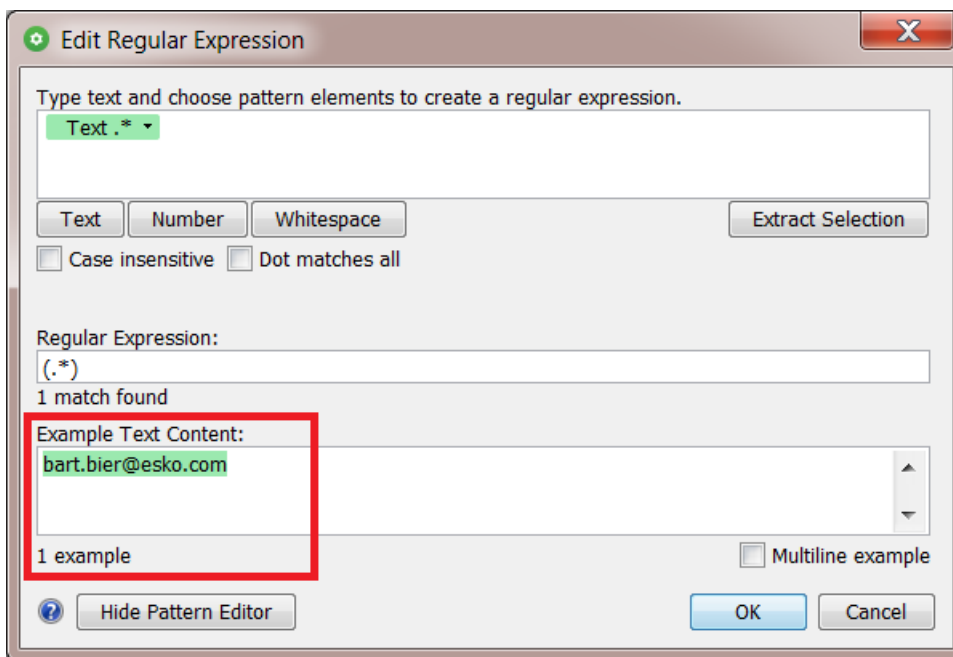 Edit Regular Expression
X
Type text and choose pattern elements to create a regular expression.
Text .*
Text Number Whitespace Extract Selection
Case insensitive Dot matches all
Regular Expression:
(.*)
1 match found
Example Text Content:
bart.bier@esko.com
1 example Multiline example
? Hide Pattern Editor OK Cancel